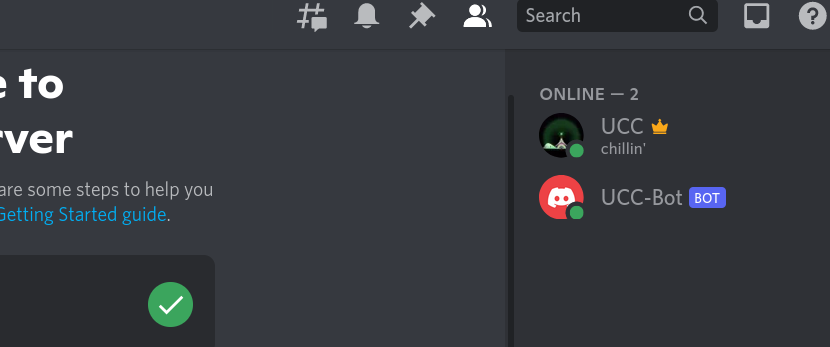 Search
e to
rver
are some steps to help you
Getting Started guide.
ONLINE — 2
UCC
chillin'
UCC-Bot BOT